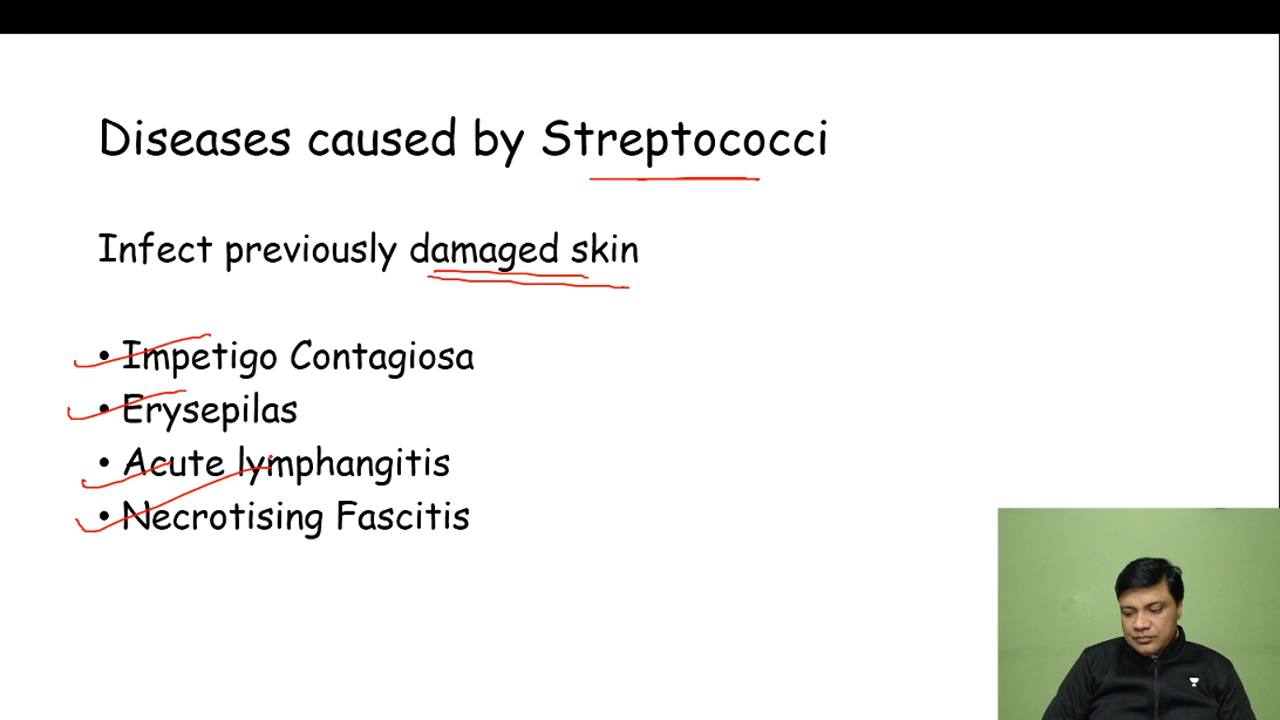 Diseases caused by Streptococci
Infect previously damaged skin
• Impetigo Contagiosa
• Erysepilas
• Acute lymphangitis
• Necrotising Fascitis